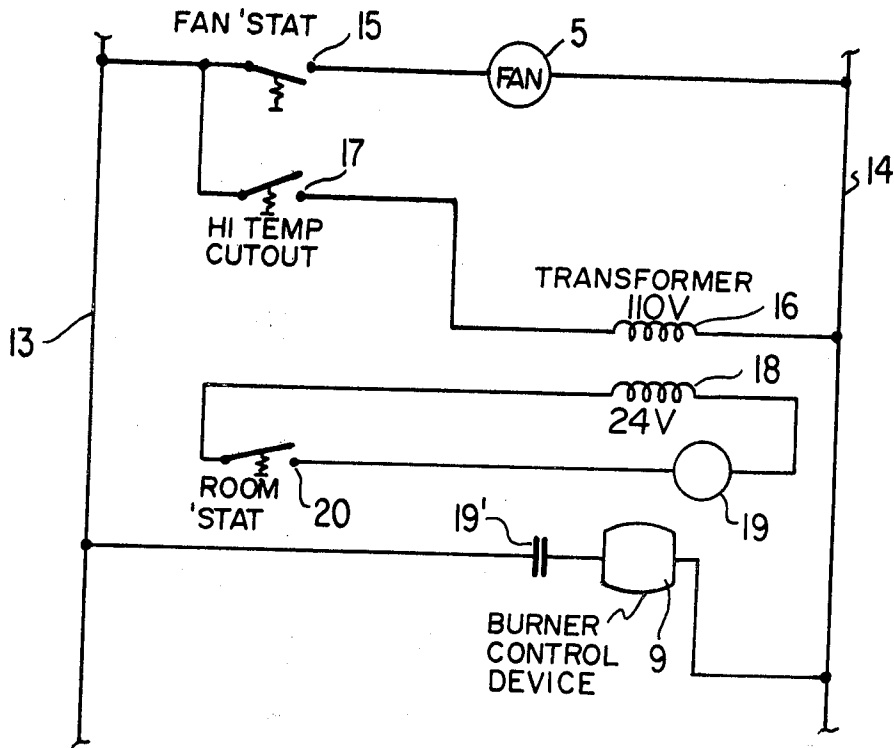 FAN 'STAT
15
5
FAN
17
14
HI TEMP
CUTOUT
TRANSFORMER
110V
16
13
18
24V
ROOM
'STAT
20
19'
19
BURNER
CONTROL
DEVICE
9